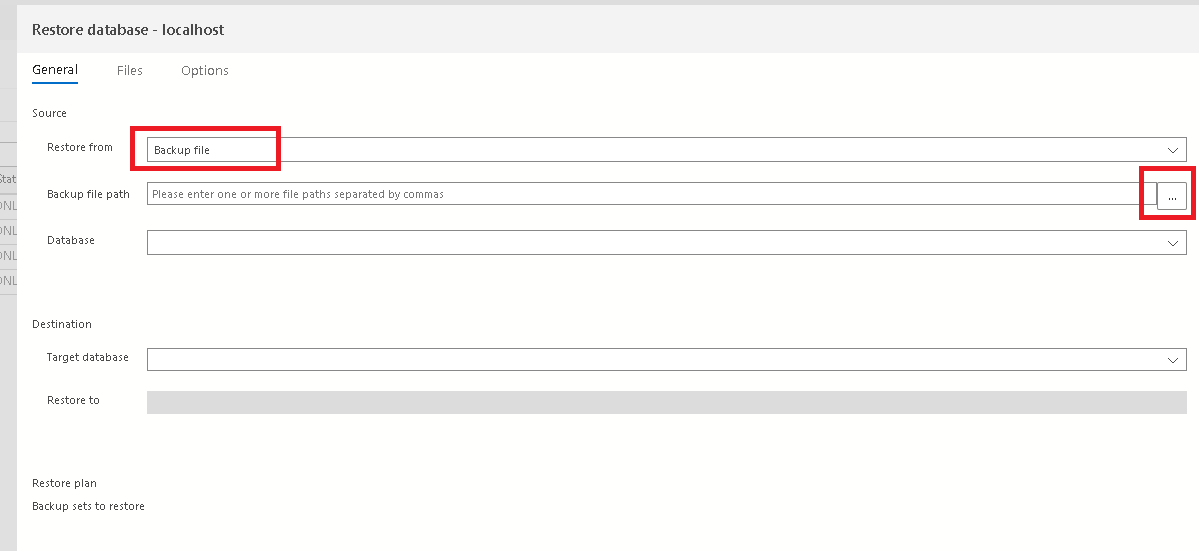 Restore database - localhost
General Files Options
Source
Restore from Backup file
Stat
Backup file path Please enter one or more file paths separated by commas ...
ONL
ONL
Database
ONL
ONL
Destination
Target database
Restore to
Restore plan
Backup sets to restore